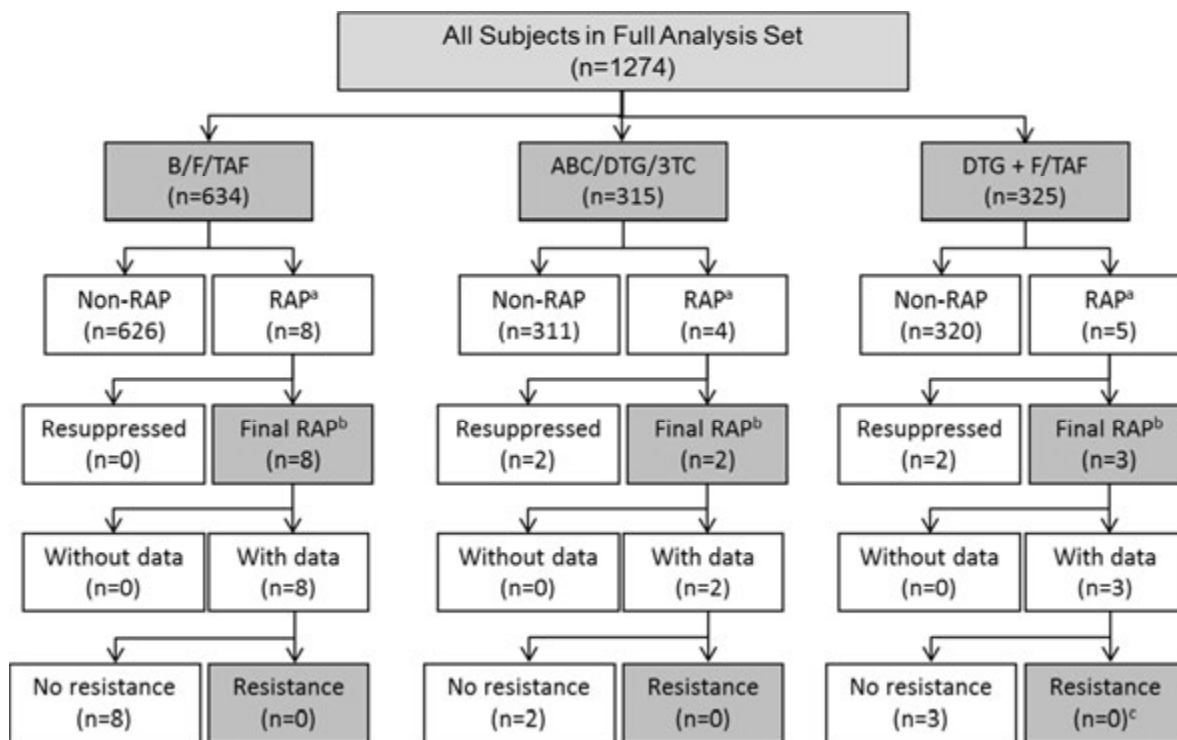 All Subjects in Full Analysis Set
(n=1274)
B/F/TAF
(n=634)
ABC/DTG/3TC
(n=315)
DTG + F/TAF
(n=325)
Non-RAP
(n=626)
RAPᵃ
(n=8)
Non-RAP
(n=311)
RAPᵃ
(n=4)
Non-RAP
(n=320)
RAPᵃ
(n=5)
Resuppressed
(n=0)
Final RAPᵇ
(n=8)
Resuppressed
(n=2)
Final RAPᵇ
(n=2)
Resuppressed
(n=2)
Final RAPᵇ
(n=3)
Without data
(n=0)
With data
(n=8)
Without data
(n=0)
With data
(n=2)
Without data
(n=0)
With data
(n=3)
No resistance
(n=8)
Resistance
(n=0)
No resistance
(n=2)
Resistance
(n=0)
No resistance
(n=3)
Resistance
(n=0)ᶜ